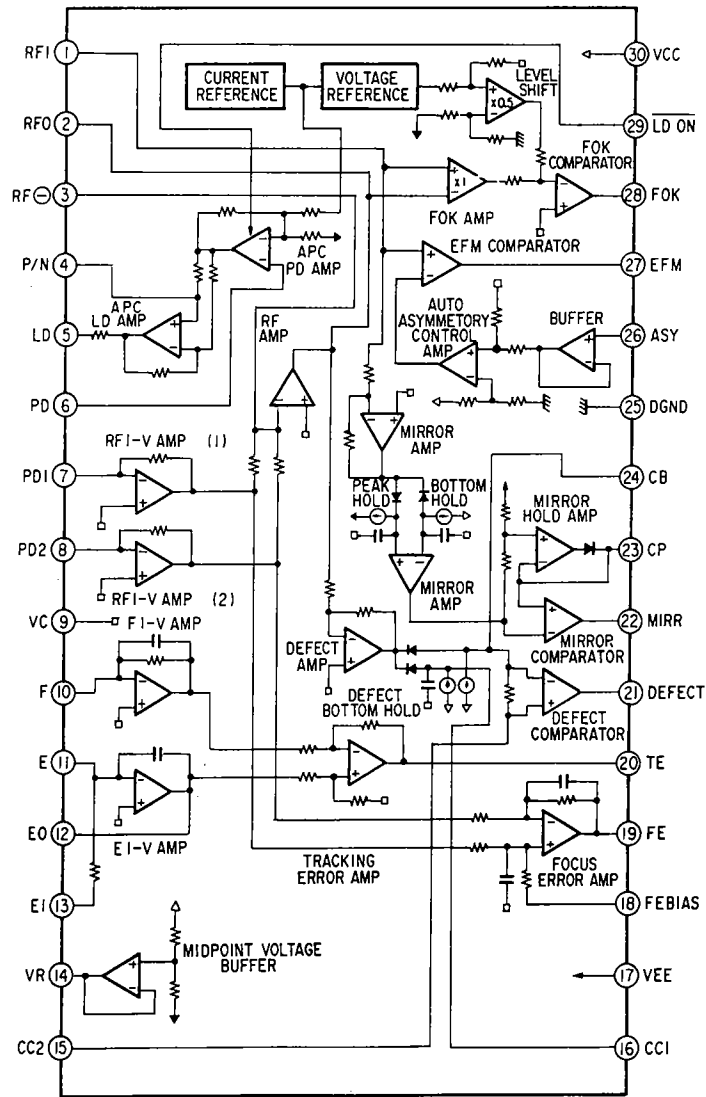 RFI 1
RFO 2
RF⊖ 3
P/N 4
LD 5
PD 6
PD1 7
PD2 8
VC 9
F 10
E 11
EO 12
EI 13
VR 14
CC2 15
30 VCC
29 LD ON
28 FOK
27 EFM
26 ASY
25 DGND
24 CB
23 CP
22 MIRR
21 DEFECT
20 TE
19 FE
18 FEBIAS
17 VEE
16 CC1
CURRENT
REFERENCE
VOLTAGE
REFERENCE
LEVEL
SHIFT
×0.5
FOK
COMPARATOR
×1
FOK AMP
EFM COMPARATOR
APC
PD AMP
APC
LD AMP
RF
AMP
AUTO
ASYMMETORY
CONTROL
AMP
BUFFER
RFI-V AMP (1)
MIRROR
AMP
PEAK
HOLD
BOTTOM
HOLD
MIRROR
HOLD AMP
MIRROR
AMP
RFI-V AMP (2)
FI-V AMP
MIRROR
COMPARATOR
DEFECT
AMP
DEFECT
BOTTOM HOLD
DEFECT
COMPARATOR
EI-V AMP
TRACKING
ERROR AMP
FOCUS
ERROR AMP
MIDPOINT VOLTAGE
BUFFER